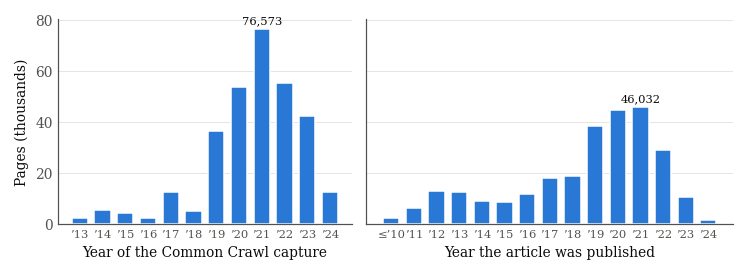 76,573
46,032
80
60
40
20
0
Pages (thousands)
’13 ’14 ’15 ’16 ’17 ’18 ’19 ’20 ’21 ’22 ’23 ’24
Year of the Common Crawl capture
≤’10 ’11 ’12 ’13 ’14 ’15 ’16 ’17 ’18 ’19 ’20 ’21 ’22 ’23 ’24
Year the article was published